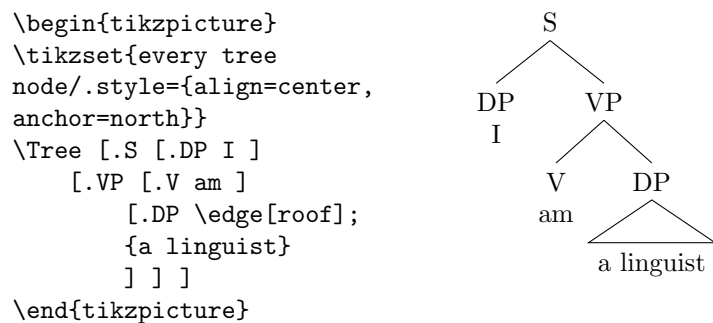 \begin{tikzpicture}
\tikzset{every tree
node/.style={align=center,
anchor=north}}
\Tree [.S [.DP I ]
[.VP [.V am ]
[.DP \edge[roof];
{a linguist}
] ] ]
\end{tikzpicture}
S
DP VP
I
V DP
am
a linguist